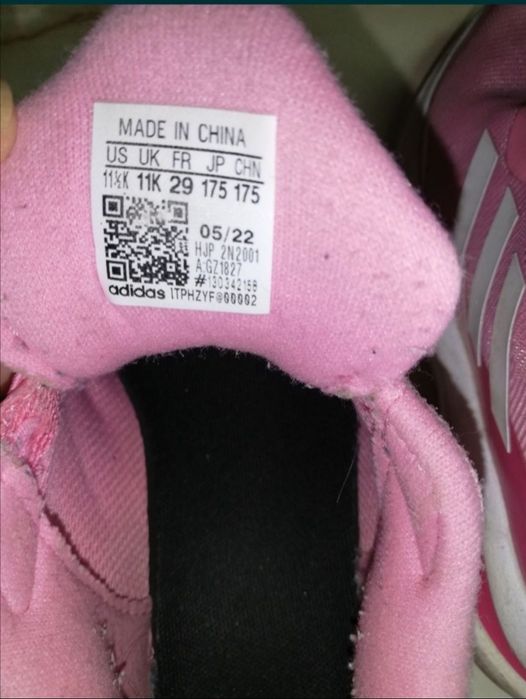 MADE IN CHINA
US UK FR JP CHN
11½K 11K 29 175 175
05/22
HJP 2N2001
A:GZ1827
#130342158
adidas 1TPHZYF@00002